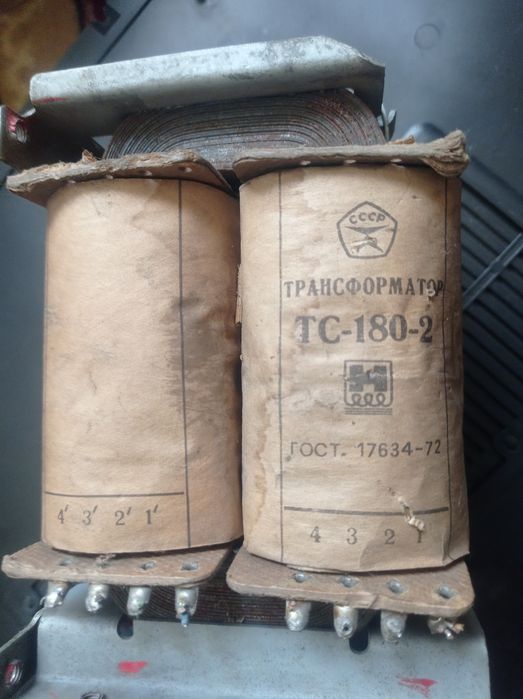 СССР
ТРАНСФОРМАТОР
ТС-180-2
ГОСТ. 17634-72
4' 3' 2' 1'
4 3 2 1